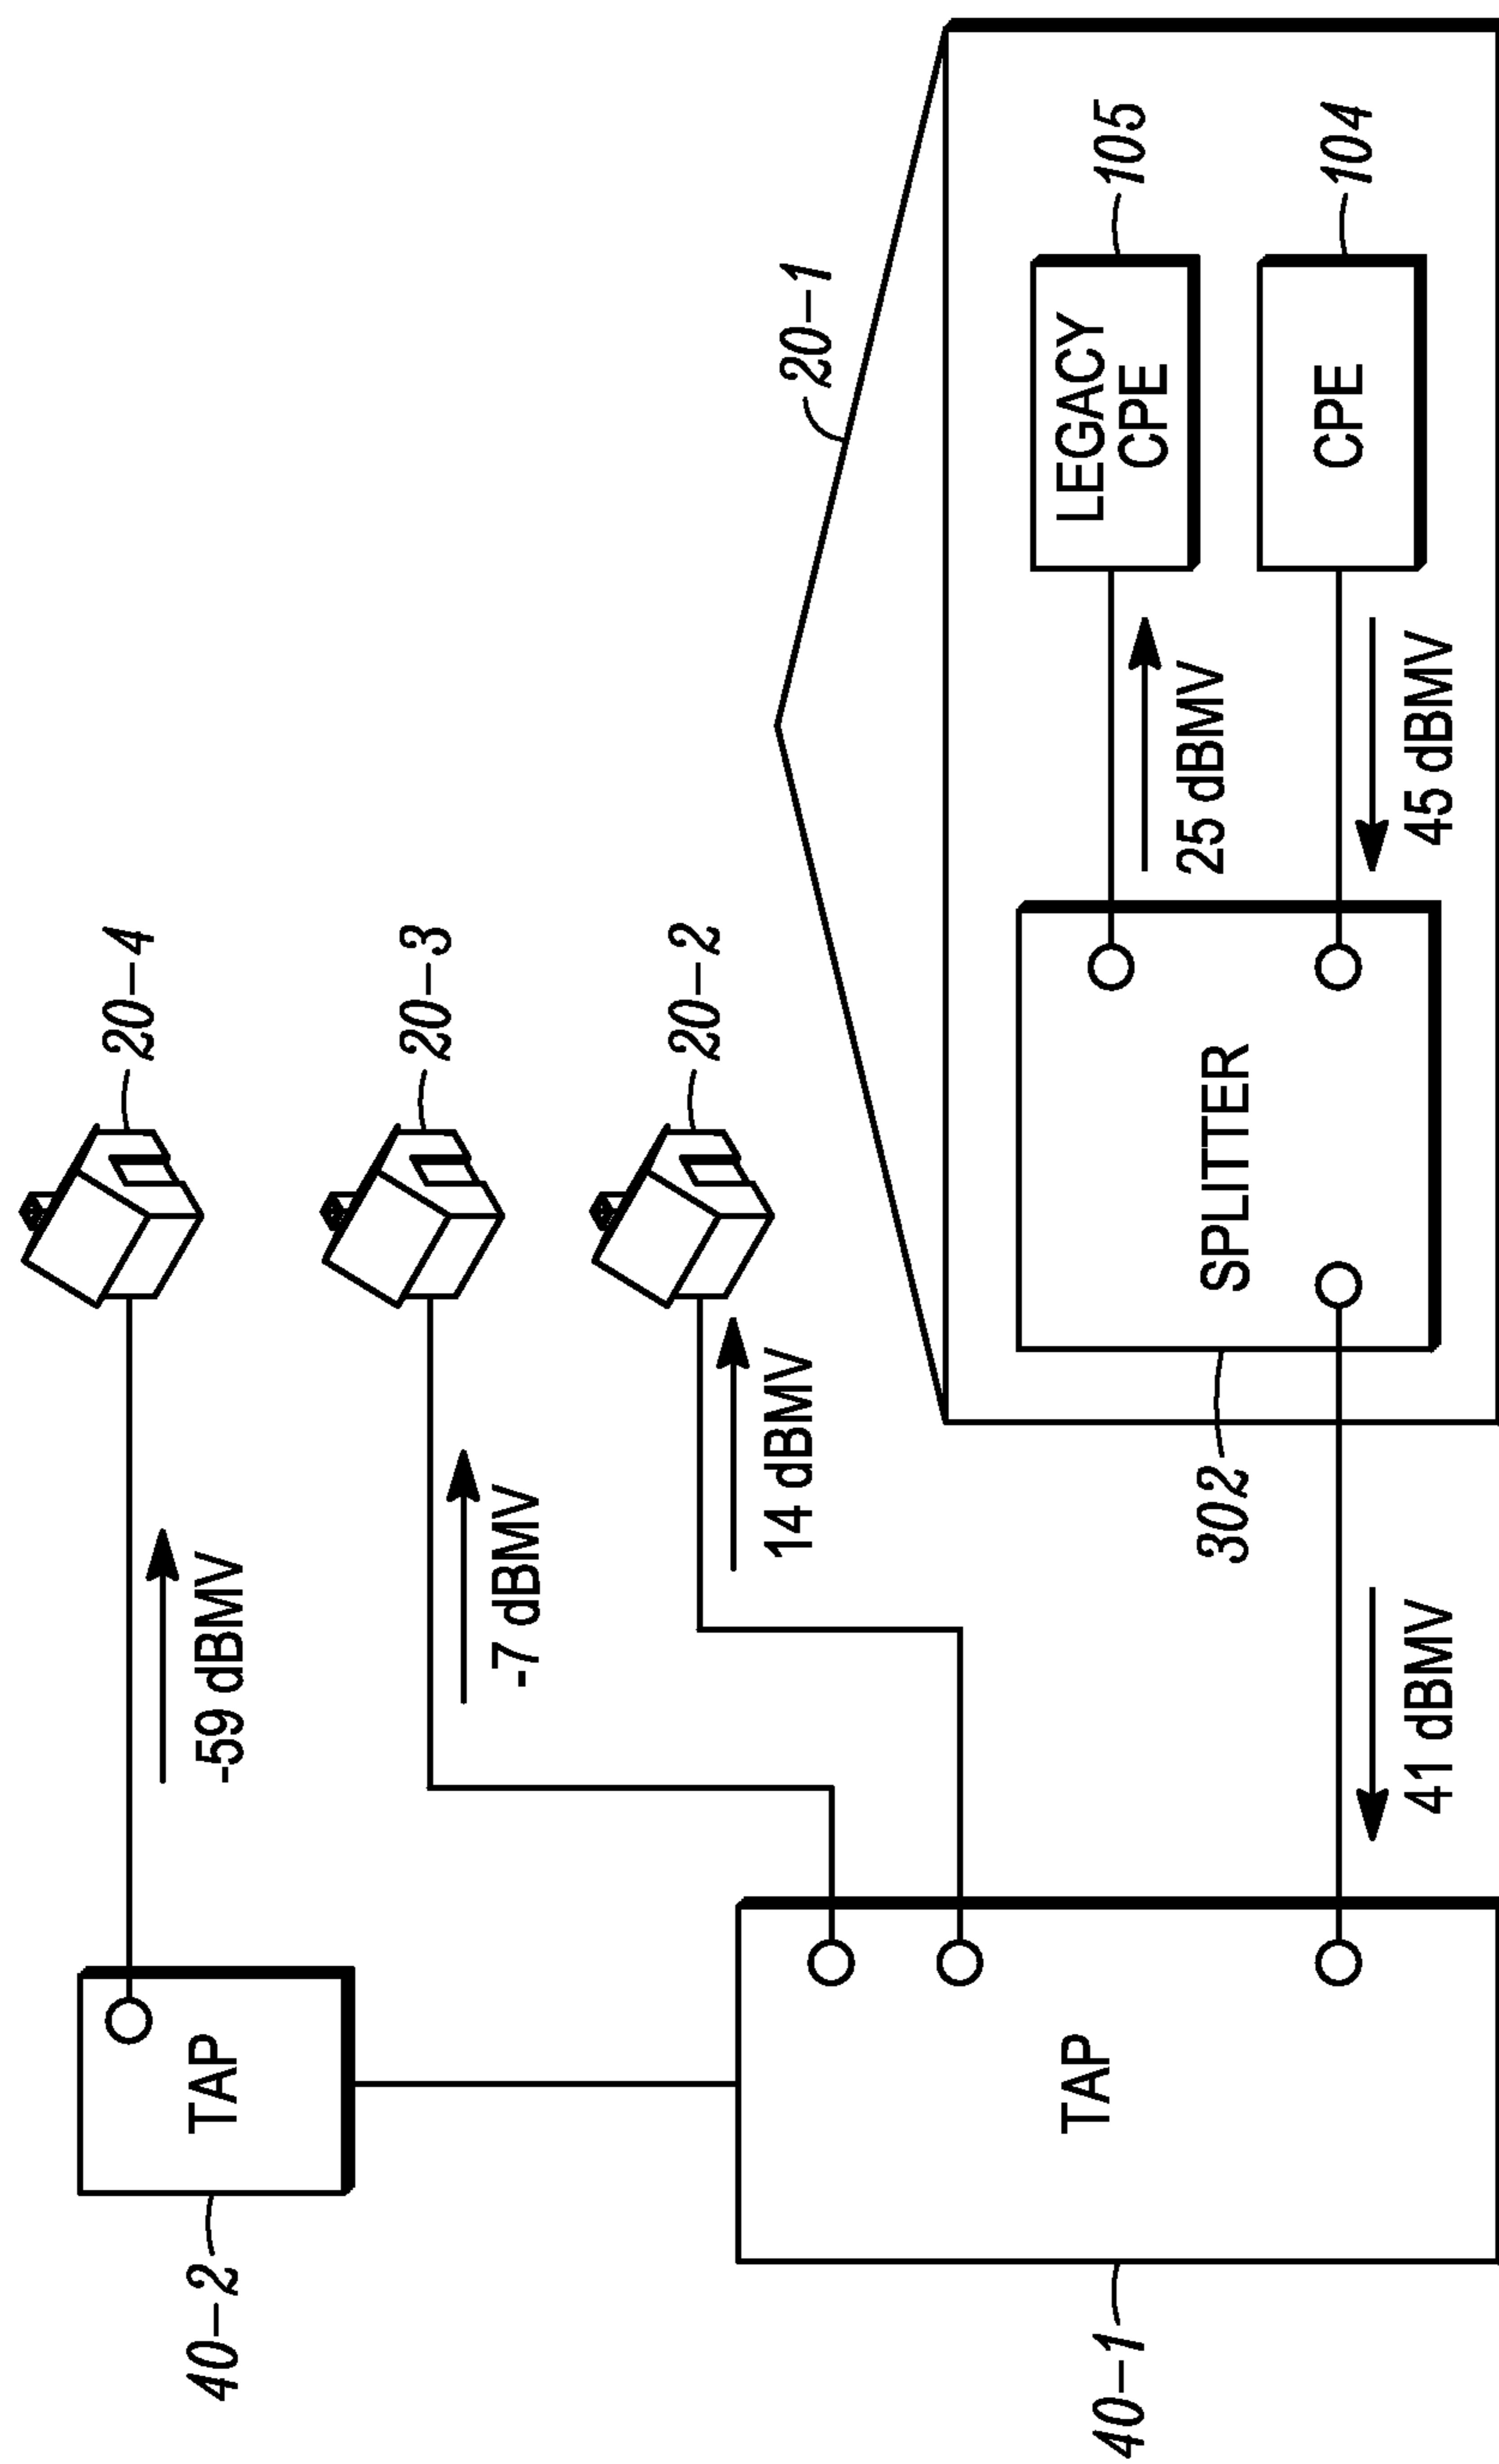 40-2
TAP
-59 dBMV
20-4
-7 dBMV
20-3
14 dBMV
20-2
20-1
40-1
TAP
302
SPLITTER
25 dBMV
LEGACY
CPE
105
41 dBMV
45 dBMV
CPE
104